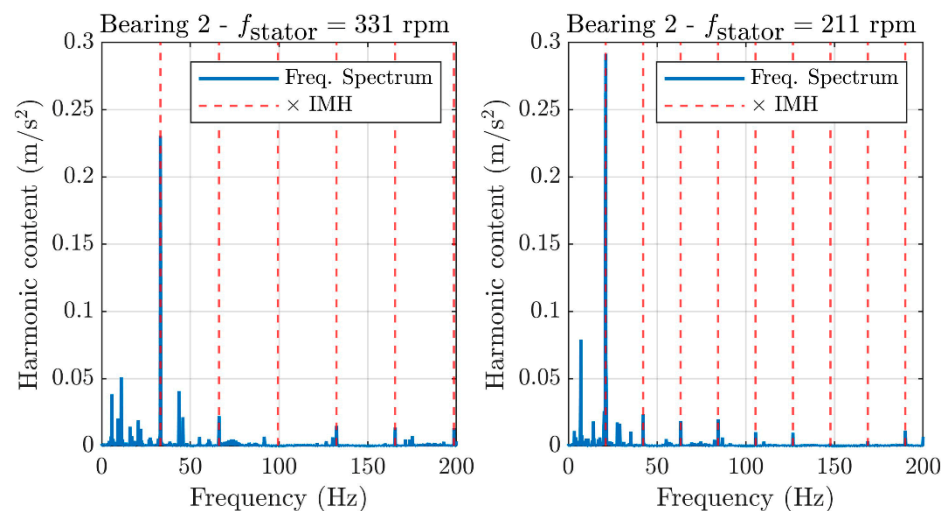 Bearing 2 - f_stator = 331 rpm
Harmonic content (m/s²)
0.3
0.25
0.2
0.15
0.1
0.05
0
Freq. Spectrum
× IMH
0 50 100 150 200
Frequency (Hz)
Bearing 2 - f_stator = 211 rpm
Harmonic content (m/s²)
0.3
0.25
0.2
0.15
0.1
0.05
0
Freq. Spectrum
× IMH
0 50 100 150 200
Frequency (Hz)